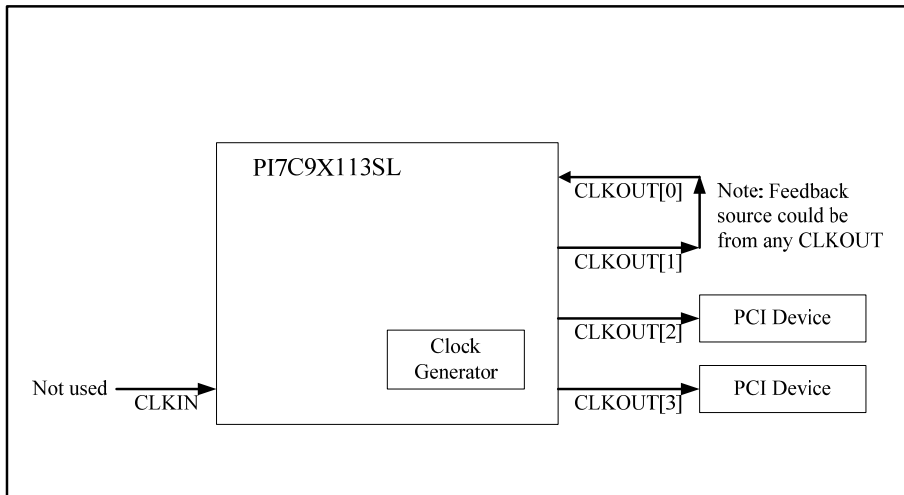 PI7C9X113SL
CLKOUT[0]
Note: Feedback
source could be
from any CLKOUT
CLKOUT[1]
CLKOUT[2]
PCI Device
Clock
Generator
Not used
CLKIN
CLKOUT[3]
PCI Device